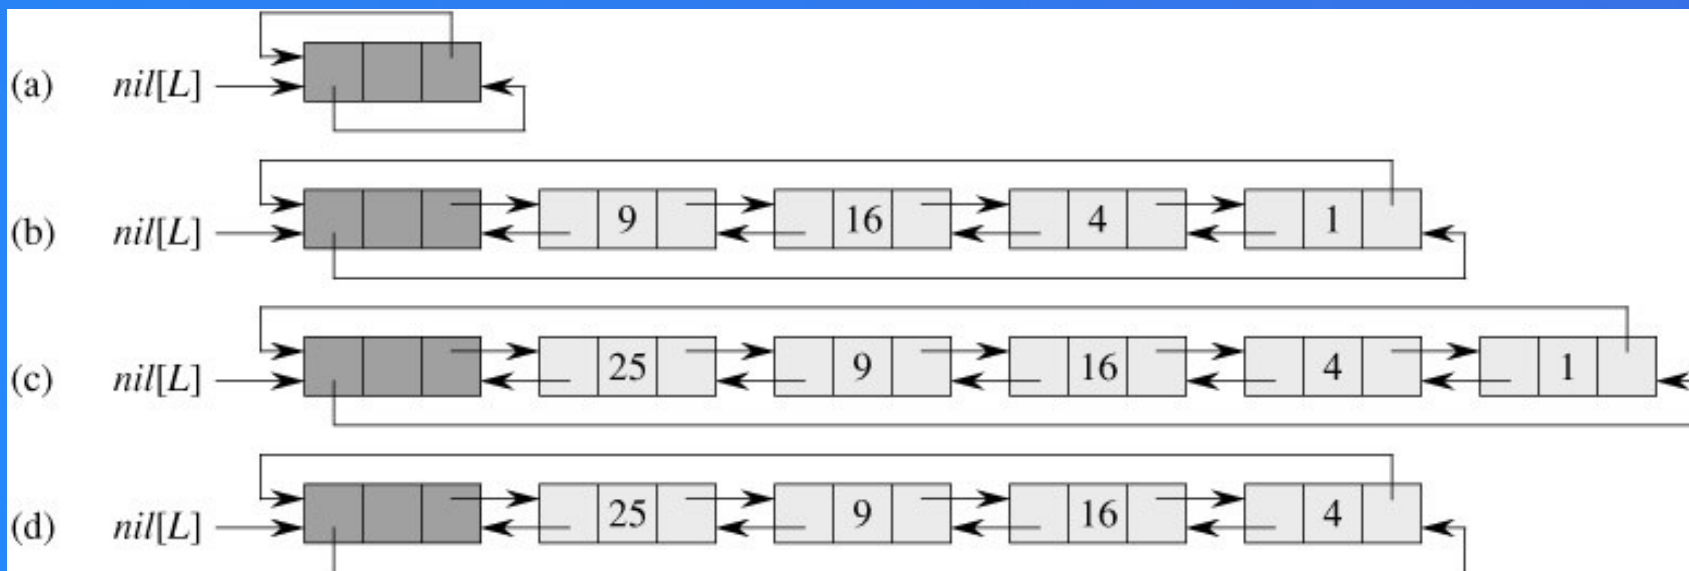 (a) nil[L]
(b) nil[L] 9 16 4 1
(c) nil[L] 25 9 16 4 1
(d) nil[L] 25 9 16 4